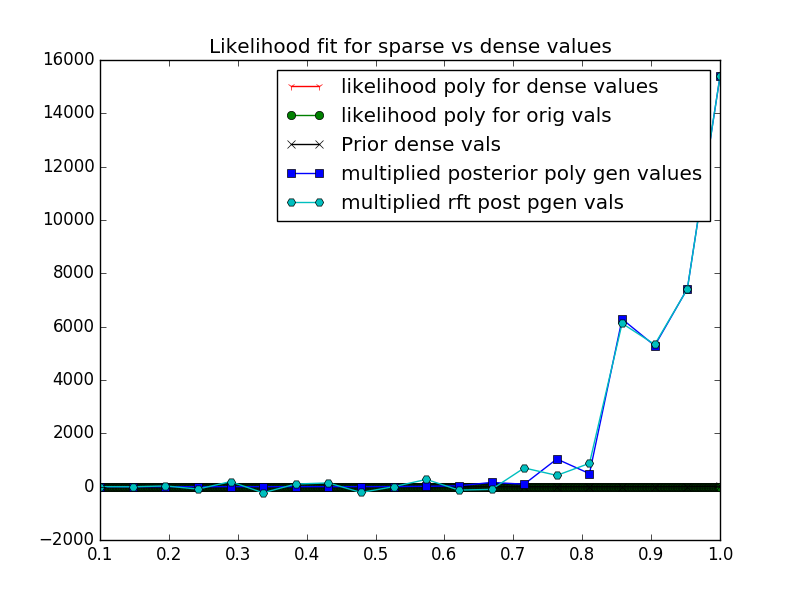 Likelihood fit for sparse vs dense values
16000
14000
12000
10000
8000
6000
4000
2000
0
−2000
likelihood poly for dense values
likelihood poly for orig vals
Prior dense vals
multiplied posterior poly gen values
multiplied rft post pgen vals
0.1 0.2 0.3 0.4 0.5 0.6 0.7 0.8 0.9 1.0